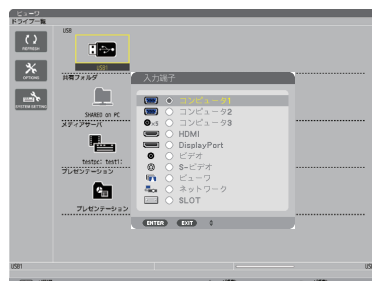 ビューワ
ドライブ一覧
USB
REFRESH
USB1
OPTIONS
共有フォルダ
SYSTEM SETTING
SHARED on PC
メディアサーバ
testpc: test1:
プレゼンテーション
プレゼンテーション
入力端子
コンピュータ1
コンピュータ2
×5 コンピュータ3
HDMI
DisplayPort
ビデオ
S-ビデオ
ビューワ
ネットワーク
SLOT
ENTER EXIT
USB1